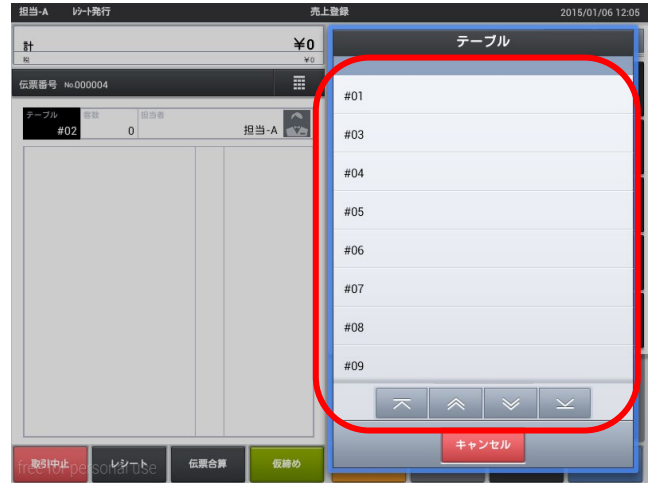 担当-A ﾚｼｰﾄ発行 売上登録 2015/01/06 12:05
計 ¥0
税 ¥0
伝票番号 №000004
テーブル 客数 担当者
#02 0 担当-A
テーブル
#01
#03
#04
#05
#06
#07
#08
#09
キャンセル
取引中止 レシート 伝票合算 仮締め
free for personal use